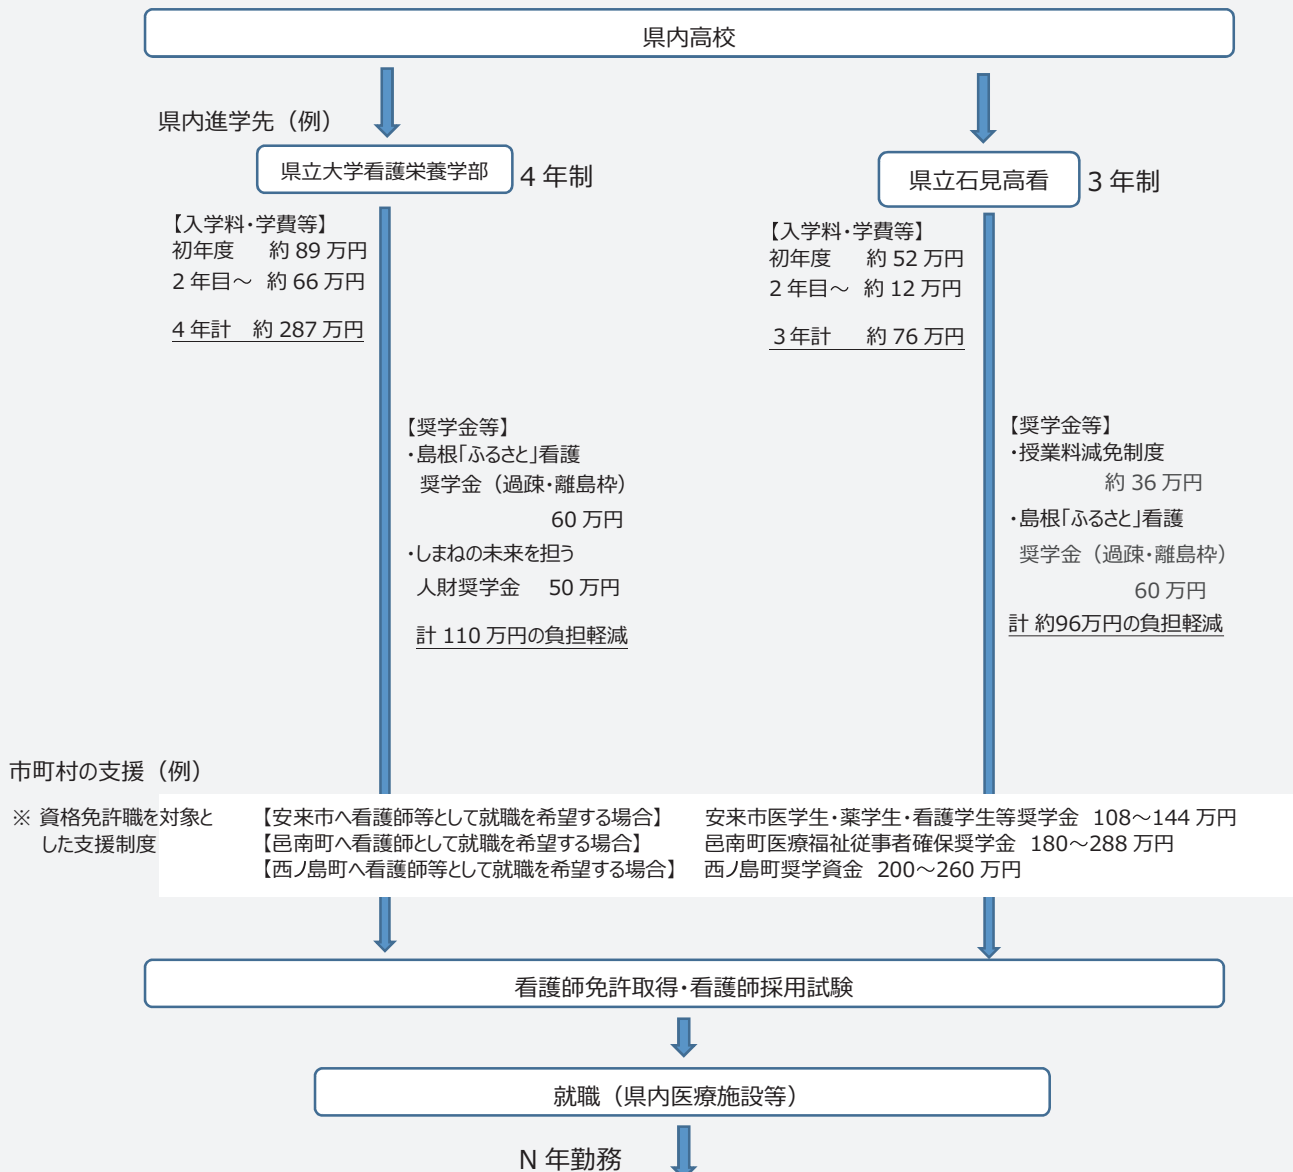 県内高校
県内進学先（例）
県立大学看護栄養学部
4 年制
【入学料・学費等】
初年度 約 89 万円
2 年目～ 約 66 万円
4 年計 約 287 万円
【奨学金等】
・島根「ふるさと」看護
奨学金（過疎・離島枠）
60 万円
・しまねの未来を担う
人財奨学金 50 万円
計 110 万円の負担軽減
県立石見高看
3 年制
【入学料・学費等】
初年度 約 52 万円
2 年目～ 約 12 万円
3 年計 約 76 万円
【奨学金等】
・授業料減免制度
約 36 万円
・島根「ふるさと」看護
奨学金（過疎・離島枠）
60 万円
計 約96万円の負担軽減
市町村の支援（例）
※ 資格免許職を対象と
した支援制度
【安来市へ看護師等として就職を希望する場合】 安来市医学生・薬学生・看護学生等奨学金 108～144 万円
【邑南町へ看護師として就職を希望する場合】 邑南町医療福祉従事者確保奨学金 180～288 万円
【西ノ島町へ看護師等として就職を希望する場合】 西ノ島町奨学資金 200～260 万円
看護師免許取得・看護師採用試験
就職（県内医療施設等）
N 年勤務